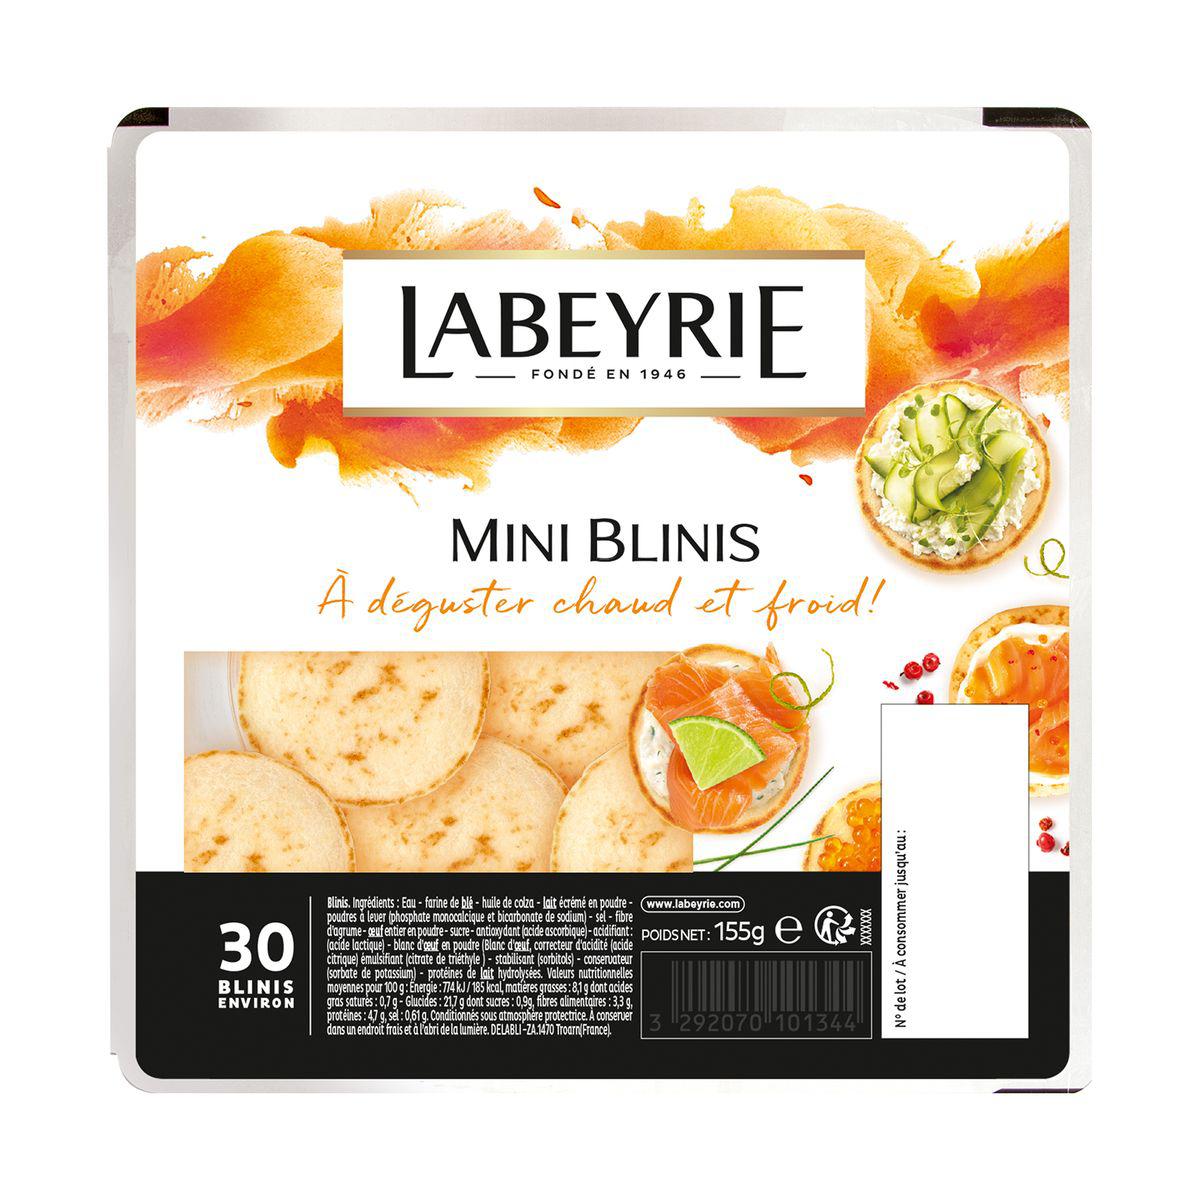 LABEYRIE
FONDÉ EN 1946
MINI BLINIS
À déguster chaud et froid!
30
BLINIS
ENVIRON
Blinis. Ingrédients : Eau - farine de blé - huile de colza - lait écrémé en poudre -
poudres à lever (phosphate monocalcique et bicarbonate de sodium) - sel - fibre
d'agrume - œuf entier en poudre - sucre - antioxydant (acide ascorbique) - acidifiant :
(acide lactique) - blanc d'œuf en poudre (Blanc d'œuf, correcteur d'acidité (acide
citrique) émulsifiant (citrate de triéthyle) - stabilisant (sorbitols) - conservateur
(sorbate de potassium) - protéines de lait hydrolysées. Valeurs nutritionnelles
moyennes pour 100 g : Énergie : 774 kJ / 185 kcal, matières grasses : 8,1 g dont acides
gras saturés : 0,7 g - Glucides : 21,7 g dont sucres : 0,9g, fibres alimentaires : 3,3 g,
protéines : 4,7 g, sel : 0,61 g. Conditionnés sous atmosphère protectrice. À conserver
dans un endroit frais et à l'abri de la lumière. DELABLI -ZA.1470 Troarn(France).
www.labeyrie.com
POIDS NET : 155g e
XXXXXXX
3 292070 101344
N° de lot / À consommer jusqu'au :